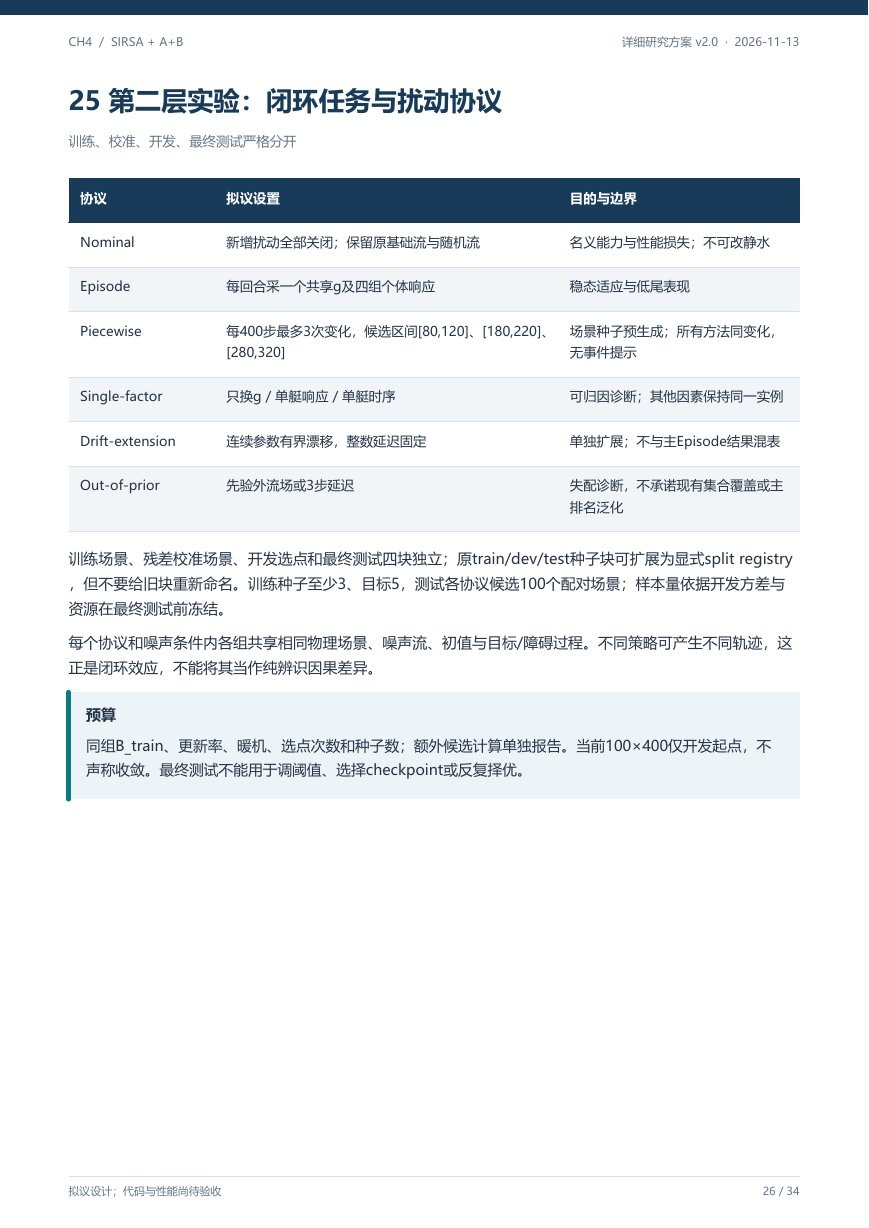 CH4 / SIRSA + A+B
详细研究方案 v2.0 · 2026-11-13
25 第二层实验：闭环任务与扰动协议
训练、校准、开发、最终测试严格分开
协议 拟议设置 目的与边界
Nominal 新增扰动全部关闭；保留原基础流与随机流 名义能力与性能损失；不可改静水
Episode 每回合采一个共享g及四组个体响应 稳态适应与低尾表现
Piecewise 每400步最多3次变化，候选区间[80,120]、[180,220]、 场景种子预生成；所有方法同变化，
[280,320] 无事件提示
Single-factor 只换g / 单艇响应 / 单艇时序 可归因诊断；其他因素保持同一实例
Drift-extension 连续参数有界漂移，整数延迟固定 单独扩展；不与主Episode结果混表
Out-of-prior 先验外流场或3步延迟 失配诊断，不承诺现有集合覆盖或主
排名泛化
训练场景、残差校准场景、开发选点和最终测试四块独立；原train/dev/test种子块可扩展为显式split registry
，但不要给旧块重新命名。训练种子至少3、目标5，测试各协议候选100个配对场景；样本量依据开发方差与
资源在最终测试前冻结。
每个协议和噪声条件内各组共享相同物理场景、噪声流、初值与目标/障碍过程。不同策略可产生不同轨迹，这
正是闭环效应，不能将其当作纯辨识因果差异。
预算
同组B_train、更新率、暖机、选点次数和种子数；额外候选计算单独报告。当前100×400仅开发起点，不
声称收敛。最终测试不能用于调阈值、选择checkpoint或反复择优。
拟议设计；代码与性能尚待验收
26 / 34